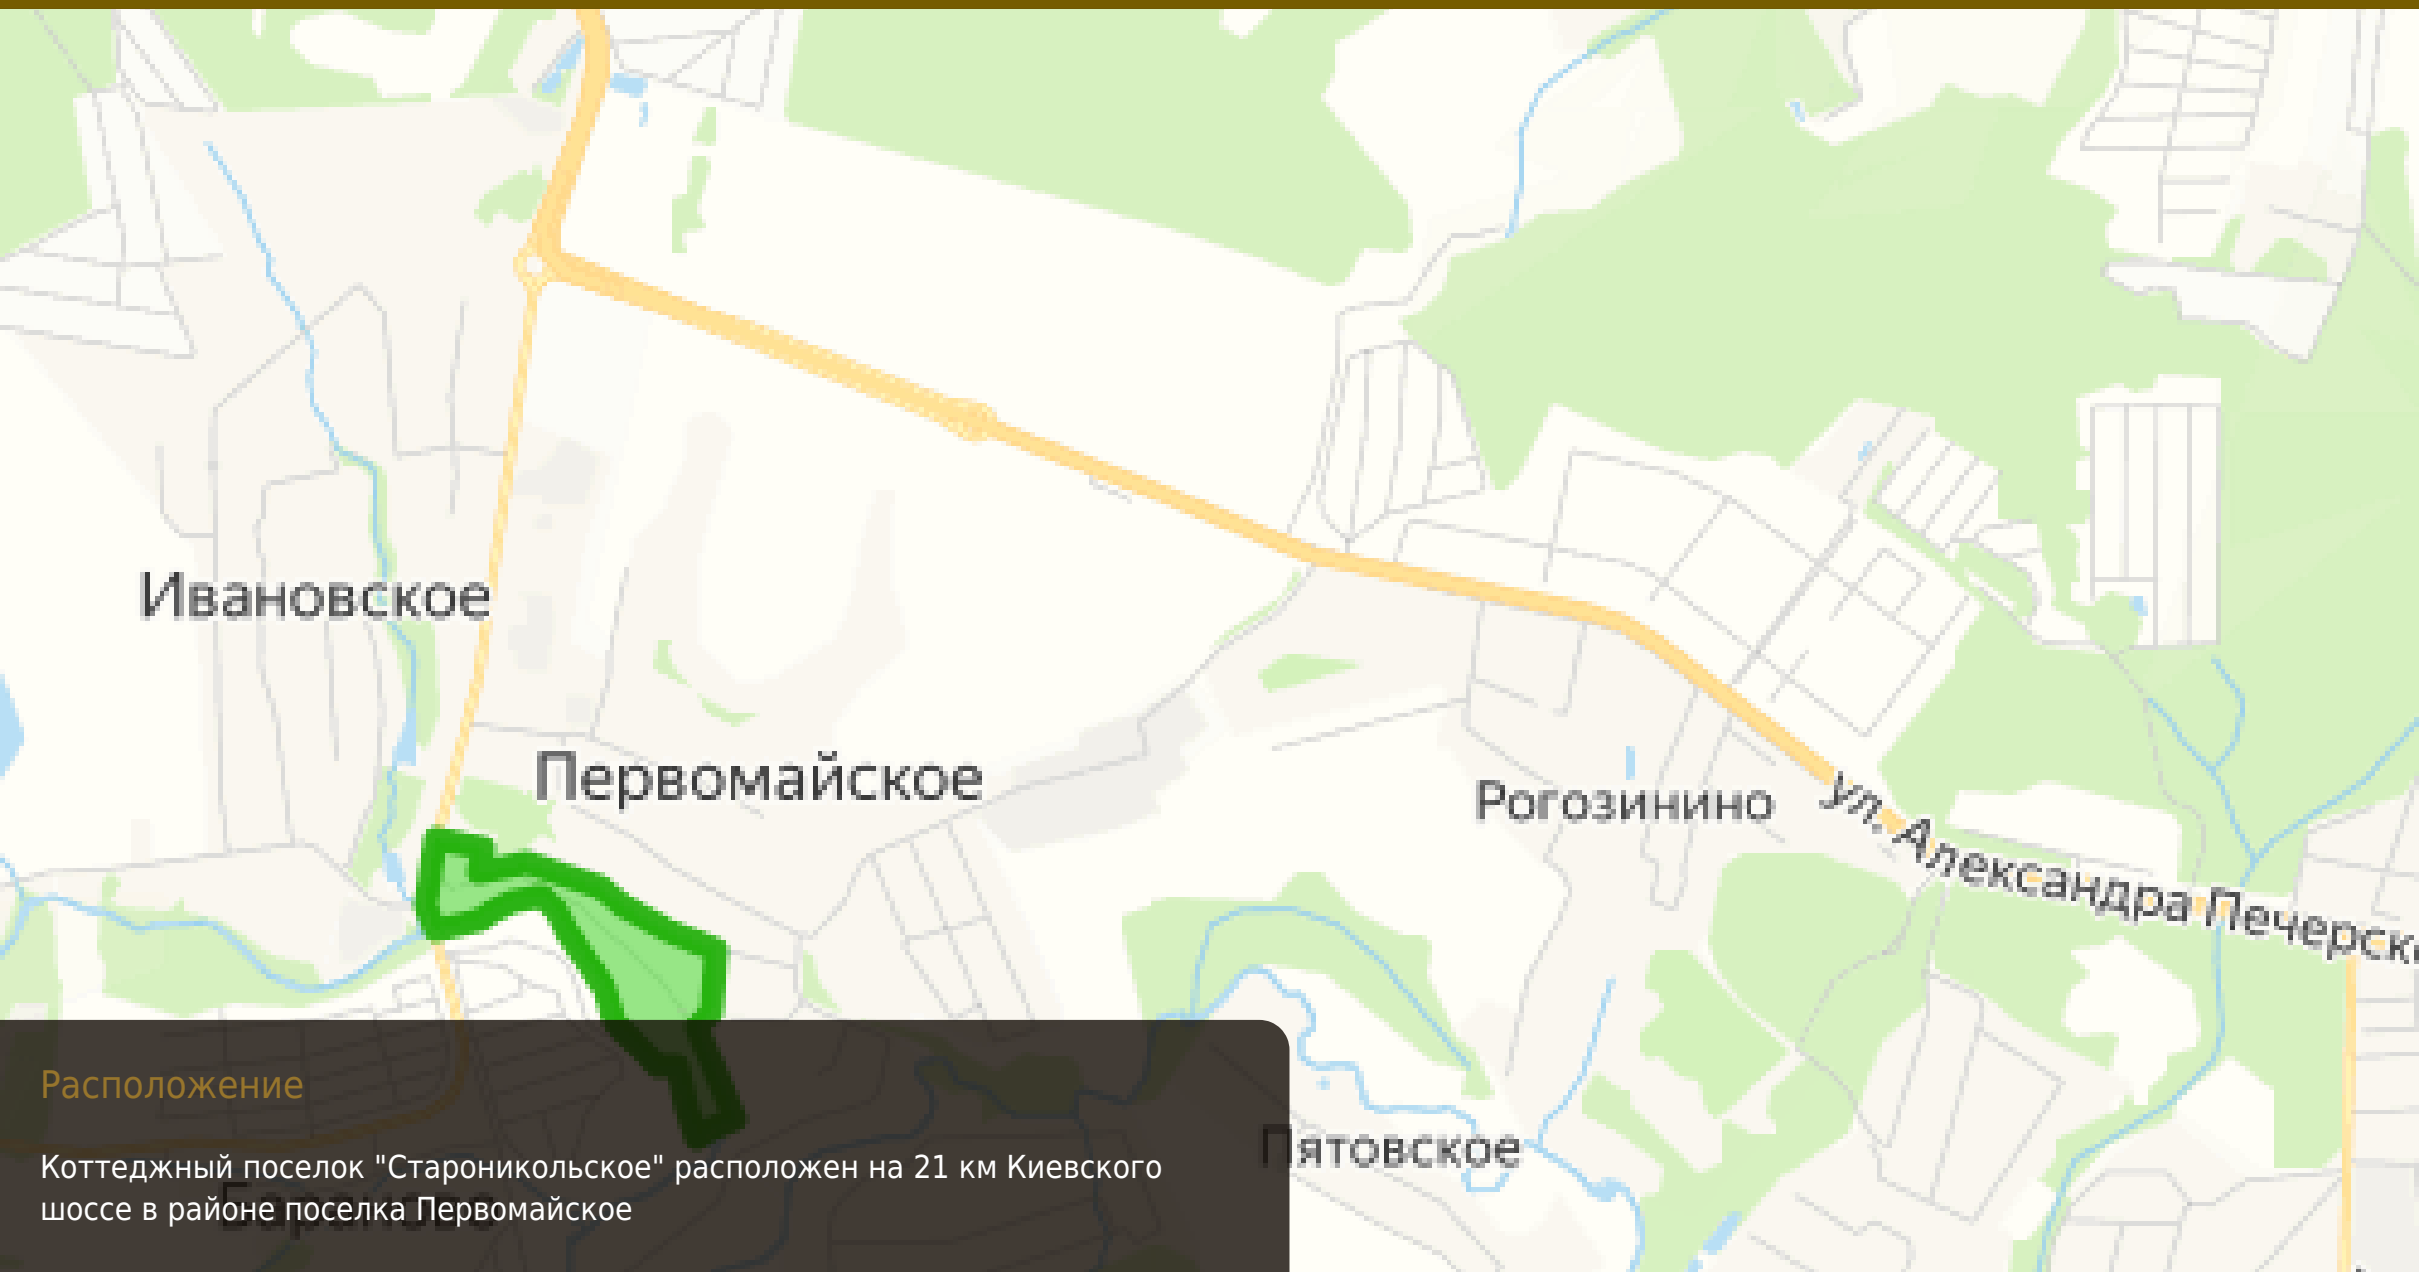 Ивановское
Первомайское
Рогозинино
ул. Александра Печерск
Пятовское
Расположение
Коттеджный поселок "Староникольское" расположен на 21 км Киевского
шоссе в районе поселка Первомайское